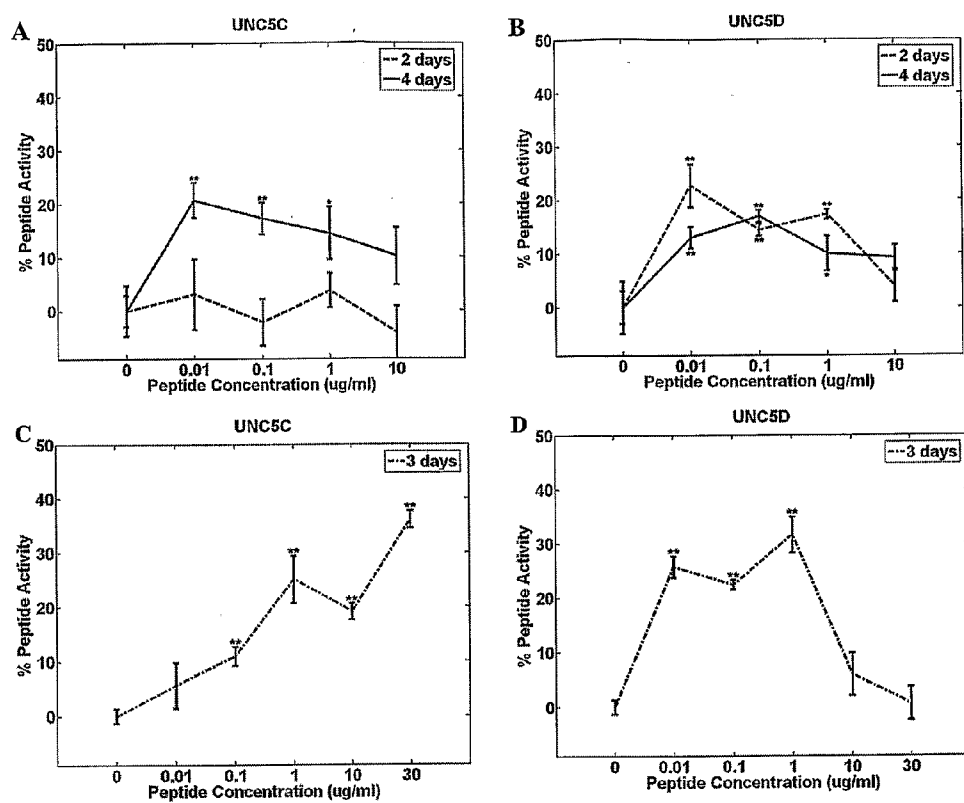 A
UNC5C
50
40
30
20
10
0
% Peptide Activity
2 days
4 days
**
**
*
0 0.01 0.1 1 10
Peptide Concentration (ug/ml)
B
UNC5D
50
40
30
20
10
0
% Peptide Activity
2 days
4 days
**
**
**
**
**
*
0 0.01 0.1 1 10
Peptide Concentration (ug/ml)
C
UNC5C
50
40
30
20
10
0
% Peptide Activity
3 days
**
**
**
**
0 0.01 0.1 1 10 30
Peptide Concentration (ug/ml)
D
UNC5D
50
40
30
20
10
0
% Peptide Activity
3 days
**
**
**
0 0.01 0.1 1 10 30
Peptide Concentration (ug/ml)